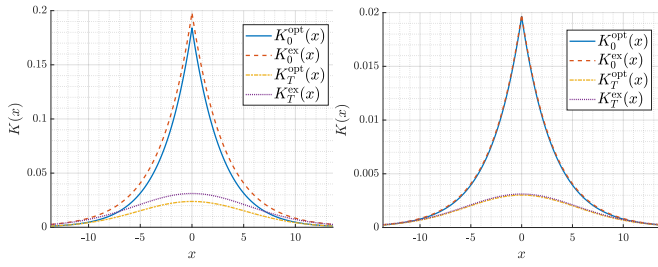 0.2
0.15
0.1
0.05
0
K(x)
-10 -5 0 5 10
x
K_0^opt(x)
K_0^ex(x)
K_T^opt(x)
K_T^ex(x)
0.02
0.015
0.01
0.005
0
K(x)
-10 -5 0 5 10
x
K_0^opt(x)
K_0^ex(x)
K_T^opt(x)
K_T^ex(x)